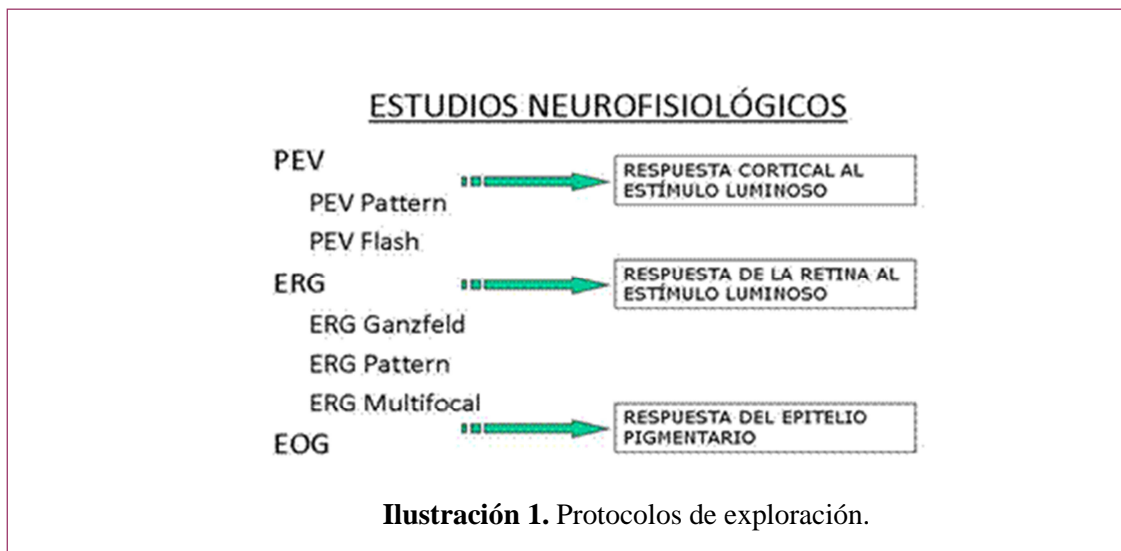 ESTUDIOS NEUROFISIOLÓGICOS
PEV
RESPUESTA CORTICAL AL
ESTÍMULO LUMINOSO
PEV Pattern
PEV Flash
ERG
RESPUESTA DE LA RETINA AL
ESTÍMULO LUMINOSO
ERG Ganzfeld
ERG Pattern
ERG Multifocal
RESPUESTA DEL EPITELIO
PIGMENTARIO
EOG
Ilustración 1. Protocolos de exploración.